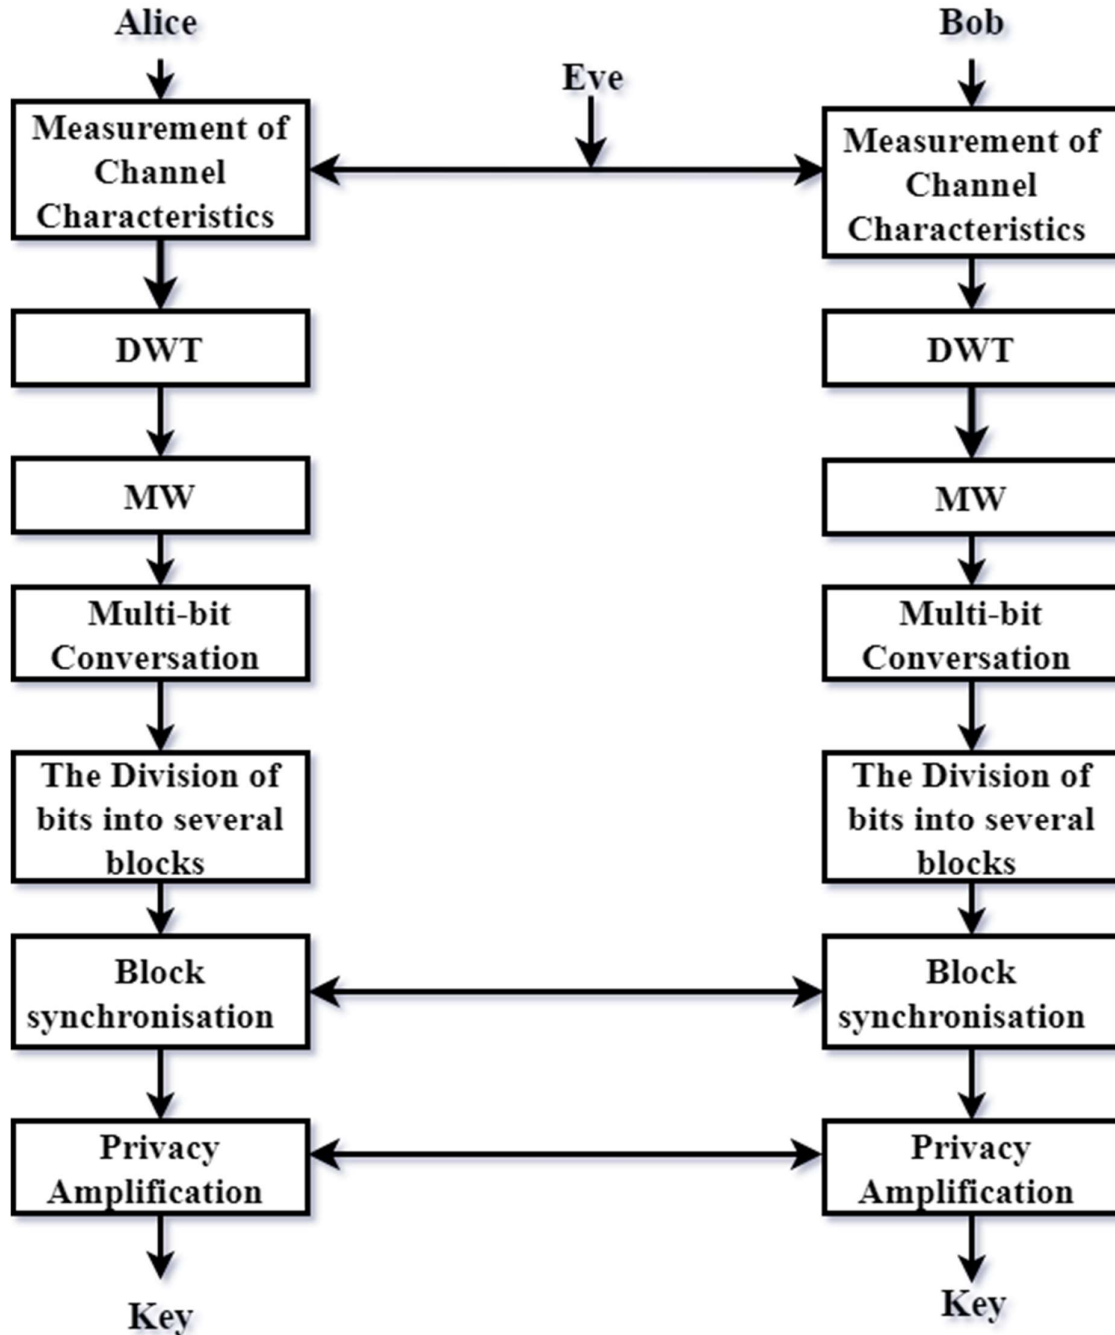 Alice
Bob
Eve
Measurement of
Channel
Characteristics
Measurement of
Channel
Characteristics
DWT
DWT
MW
MW
Multi-bit
Conversation
Multi-bit
Conversation
The Division of
bits into several
blocks
The Division of
bits into several
blocks
Block
synchronisation
Block
synchronisation
Privacy
Amplification
Privacy
Amplification
Key
Key